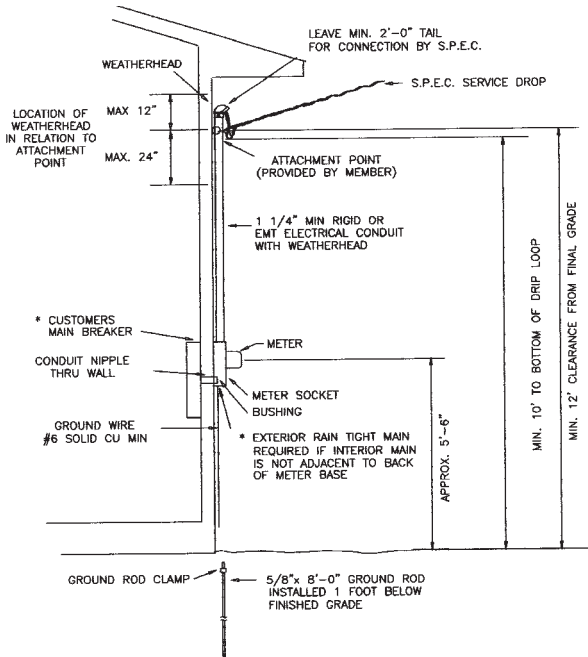 LEAVE MIN. 2'-0" TAIL
FOR CONNECTION BY S.P.E.C.
WEATHERHEAD
S.P.E.C. SERVICE DROP
MAX 12"
LOCATION OF
WEATHERHEAD
IN RELATION TO
ATTACHMENT
POINT
MAX. 24"
ATTACHMENT POINT
(PROVIDED BY MEMBER)
1 1/4" MIN RIGID OR
EMT ELECTRICAL CONDUIT
WITH WEATHERHEAD
* CUSTOMERS
MAIN BREAKER
METER
CONDUIT NIPPLE
THRU WALL
METER SOCKET
BUSHING
GROUND WIRE
#6 SOLID CU MIN
* EXTERIOR RAIN TIGHT MAIN
REQUIRED IF INTERIOR MAIN
IS NOT ADJACENT TO BACK
OF METER BASE
APPROX. 5'-6"
MIN. 10' TO BOTTOM OF DRIP LOOP
MIN. 12' CLEARANCE FROM FINAL GRADE
GROUND ROD CLAMP
5/8"x 8'-0" GROUND ROD
INSTALLED 1 FOOT BELOW
FINISHED GRADE